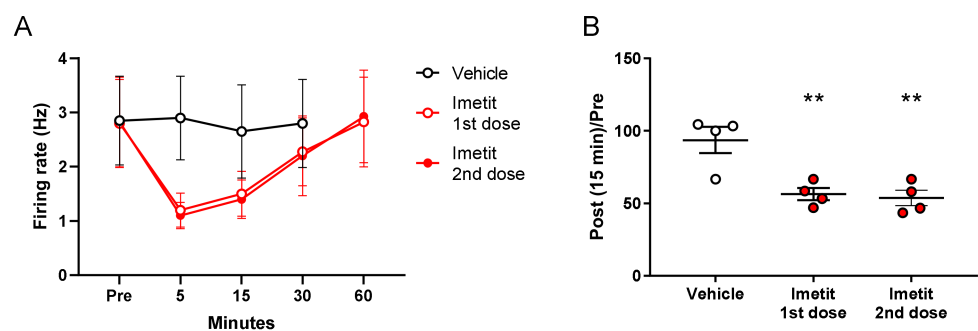 A
4
3
2
1
0
Firing rate (Hz)
Pre 5 15 30 60
Minutes
Vehicle
Imetit
1st dose
Imetit
2nd dose
B
150
100
50
0
Post (15 min)/Pre
** **
Vehicle Imetit Imetit
1st dose 2nd dose